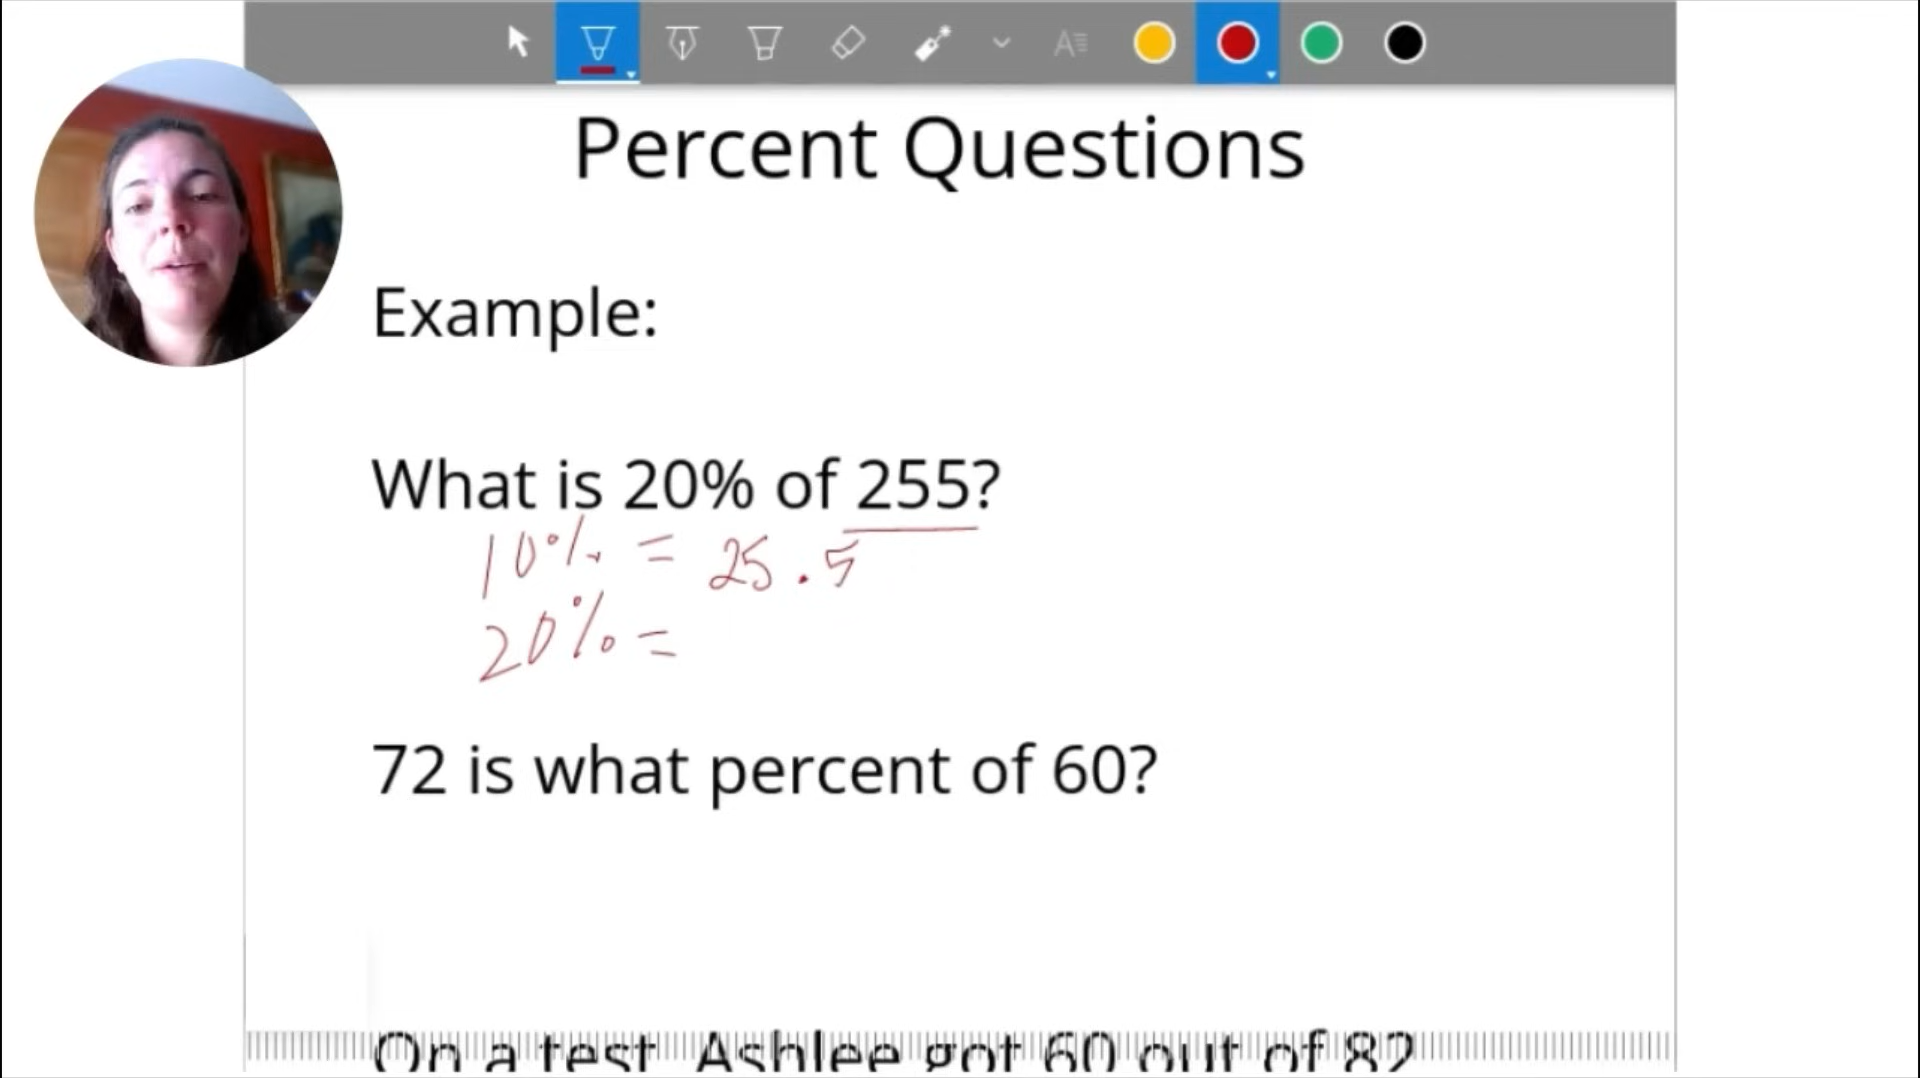 Percent Questions
Example:
What is 20% of 255?
10% = 25.5
20% =
72 is what percent of 60?
On a test Ashlee got 60 out of 82